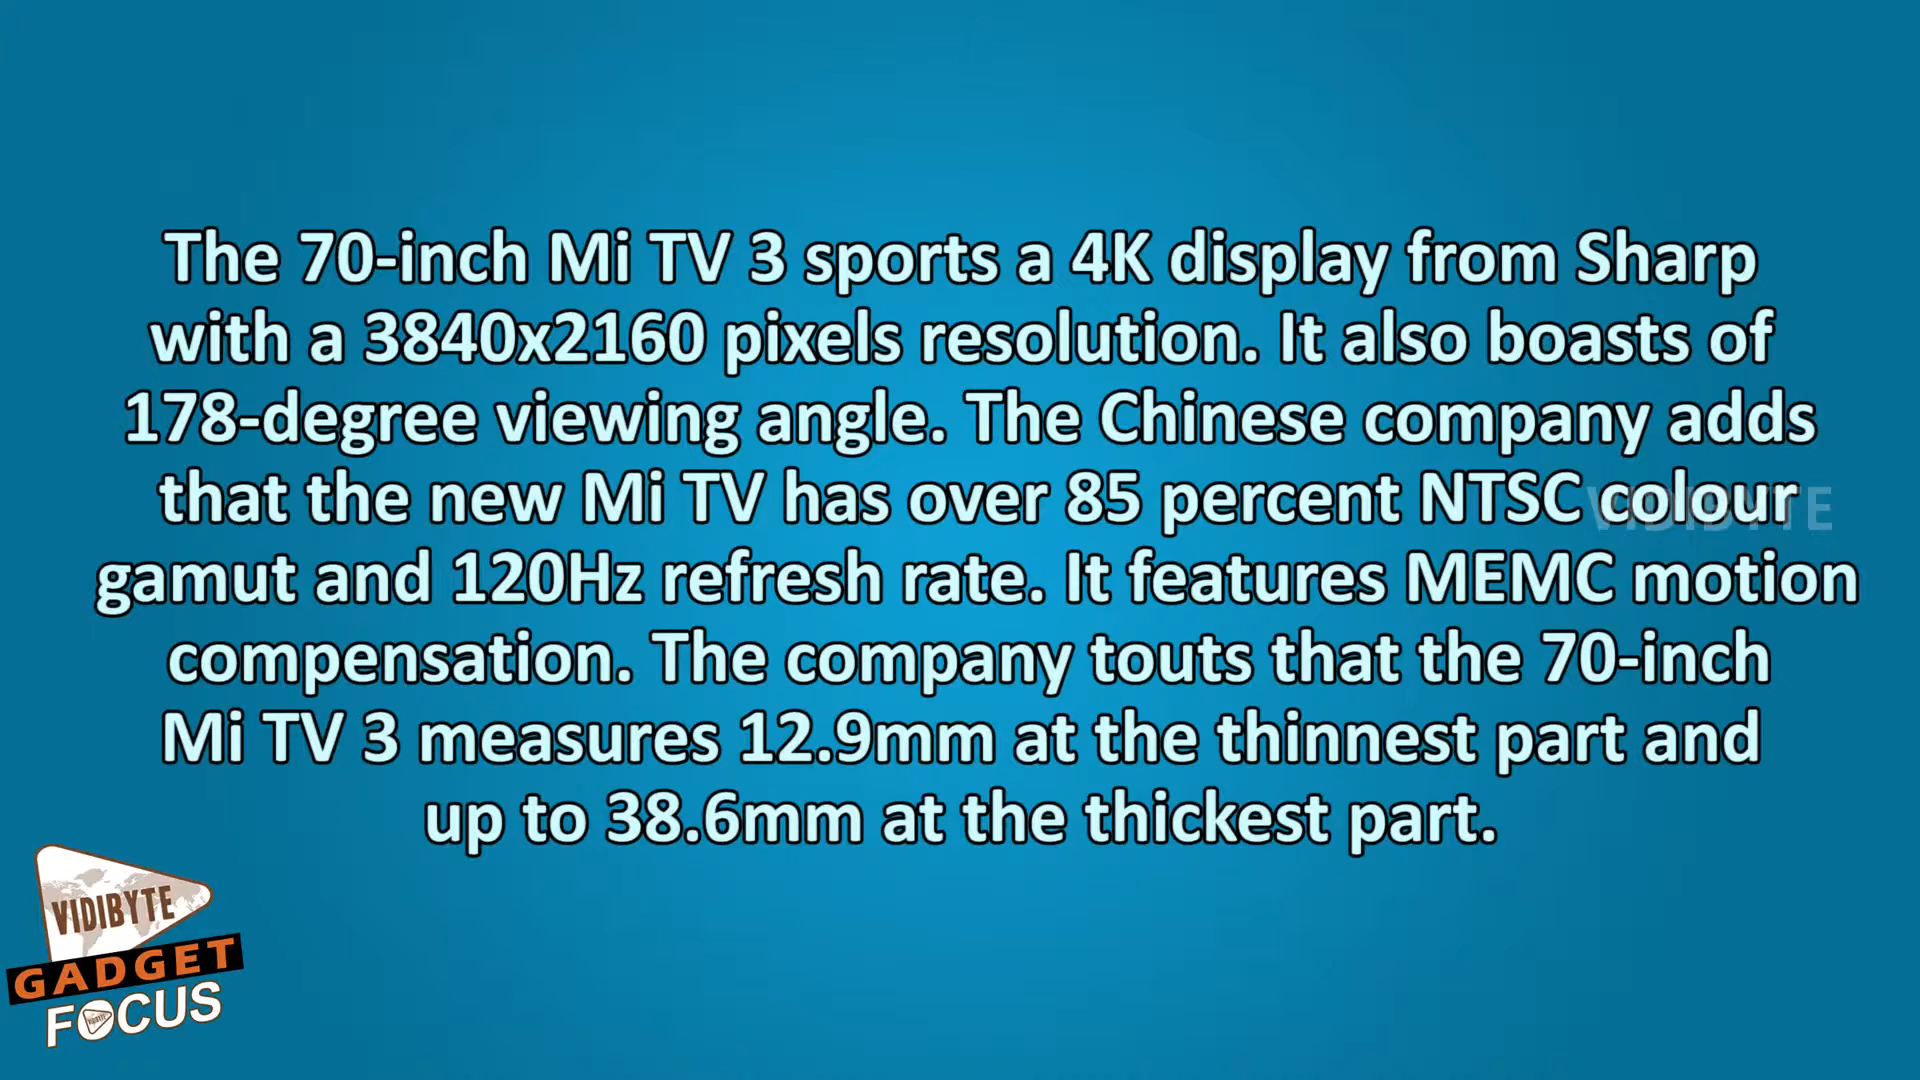 The 70-inch Mi TV 3 sports a 4K display from Sharp
with a 3840x2160 pixels resolution. It also boasts of
178-degree viewing angle. The Chinese company adds
that the new Mi TV has over 85 percent NTSC colour
VIDIBYTE
gamut and 120Hz refresh rate. It features MEMC motion
compensation. The company touts that the 70-inch
Mi TV 3 measures 12.9mm at the thinnest part and
up to 38.6mm at the thickest part.
VIDIBYTE
GADGET
FOCUS